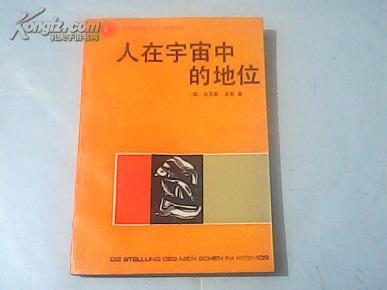 Kongfz.com
孔夫子旧书网
人在宇宙中
的地位
著
DIE STELLUNG DES MENSCHEN IM KOSMOS